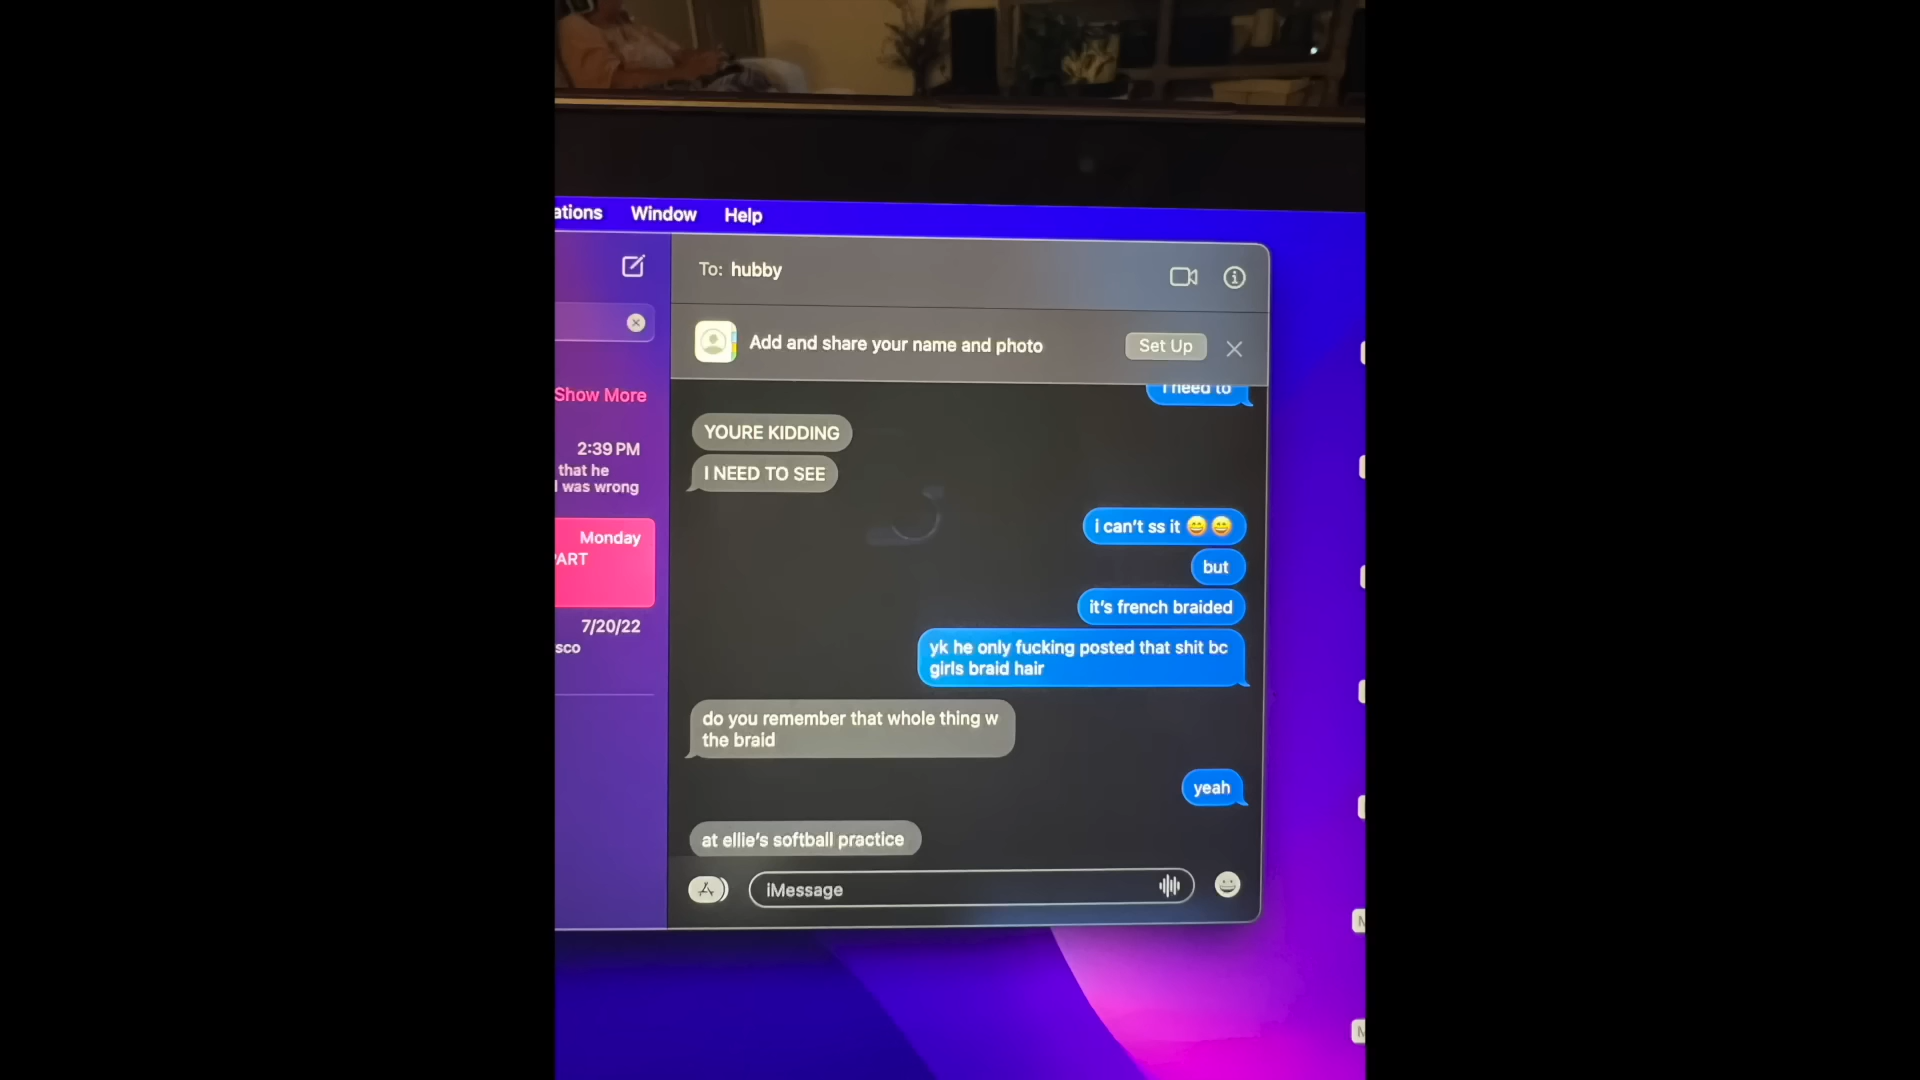 ations Window Help
To: hubby
Add and share your name and photo
Set Up
Show More
2:39 PM
that he
was wrong
Monday
ART
7/20/22
sco
I need to
YOURE KIDDING
I NEED TO SEE
i can't ss it 😄😄
but
it's french braided
yk he only fucking posted that shit bc
girls braid hair
do you remember that whole thing w
the braid
yeah
at ellie's softball practice
iMessage